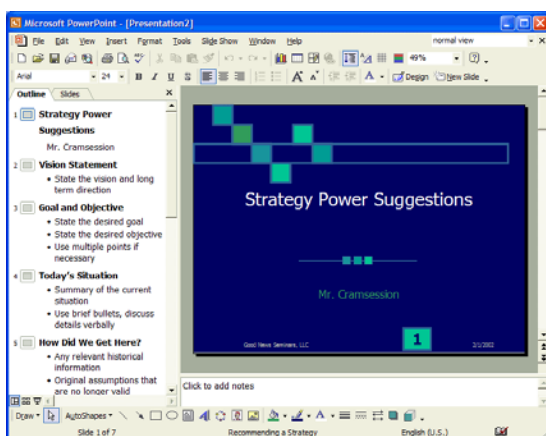 Microsoft PowerPoint - [Presentation2]
File Edit View Insert Format Tools Slide Show Window Help normal view
49%
Arial 24 B I U S Design New Slide
Outline Slides
1 Strategy Power
Suggestions
Mr. Cramsession
2 Vision Statement
• State the vision and long
term direction
3 Goal and Objective
• State the desired goal
• State the desired objective
• Use multiple points if
necessary
4 Today's Situation
• Summary of the current
situation
• Use brief bullets, discuss
details verbally
5 How Did We Get Here?
• Any relevant historical
information
• Original assumptions that
are no longer valid
Strategy Power Suggestions
Mr. Cramsession
Good News Seminars, LLC 1 2/1/2002
Click to add notes
Draw AutoShapes
Slide 1 of 7 Recommending a Strategy English (U.S.)